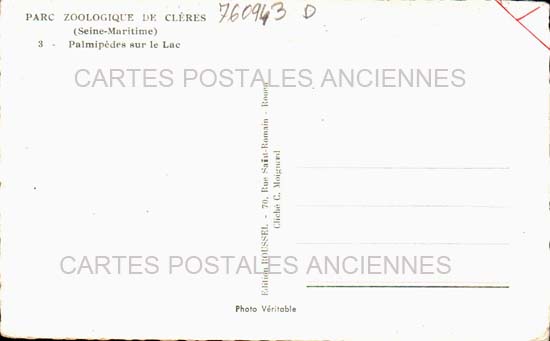 PARC ZOOLOGIQUE DE CLÈRES
760943 D
(Seine-Maritime)
3 - Palmipèdes sur le Lac
CARTES POSTALES ANCIENNES
Edition ROUSSEL - 70, Rue Saint-Romain - Rouen
Cliché C. Moignard
CARTES POSTALES ANCIENNES
Photo Véritable